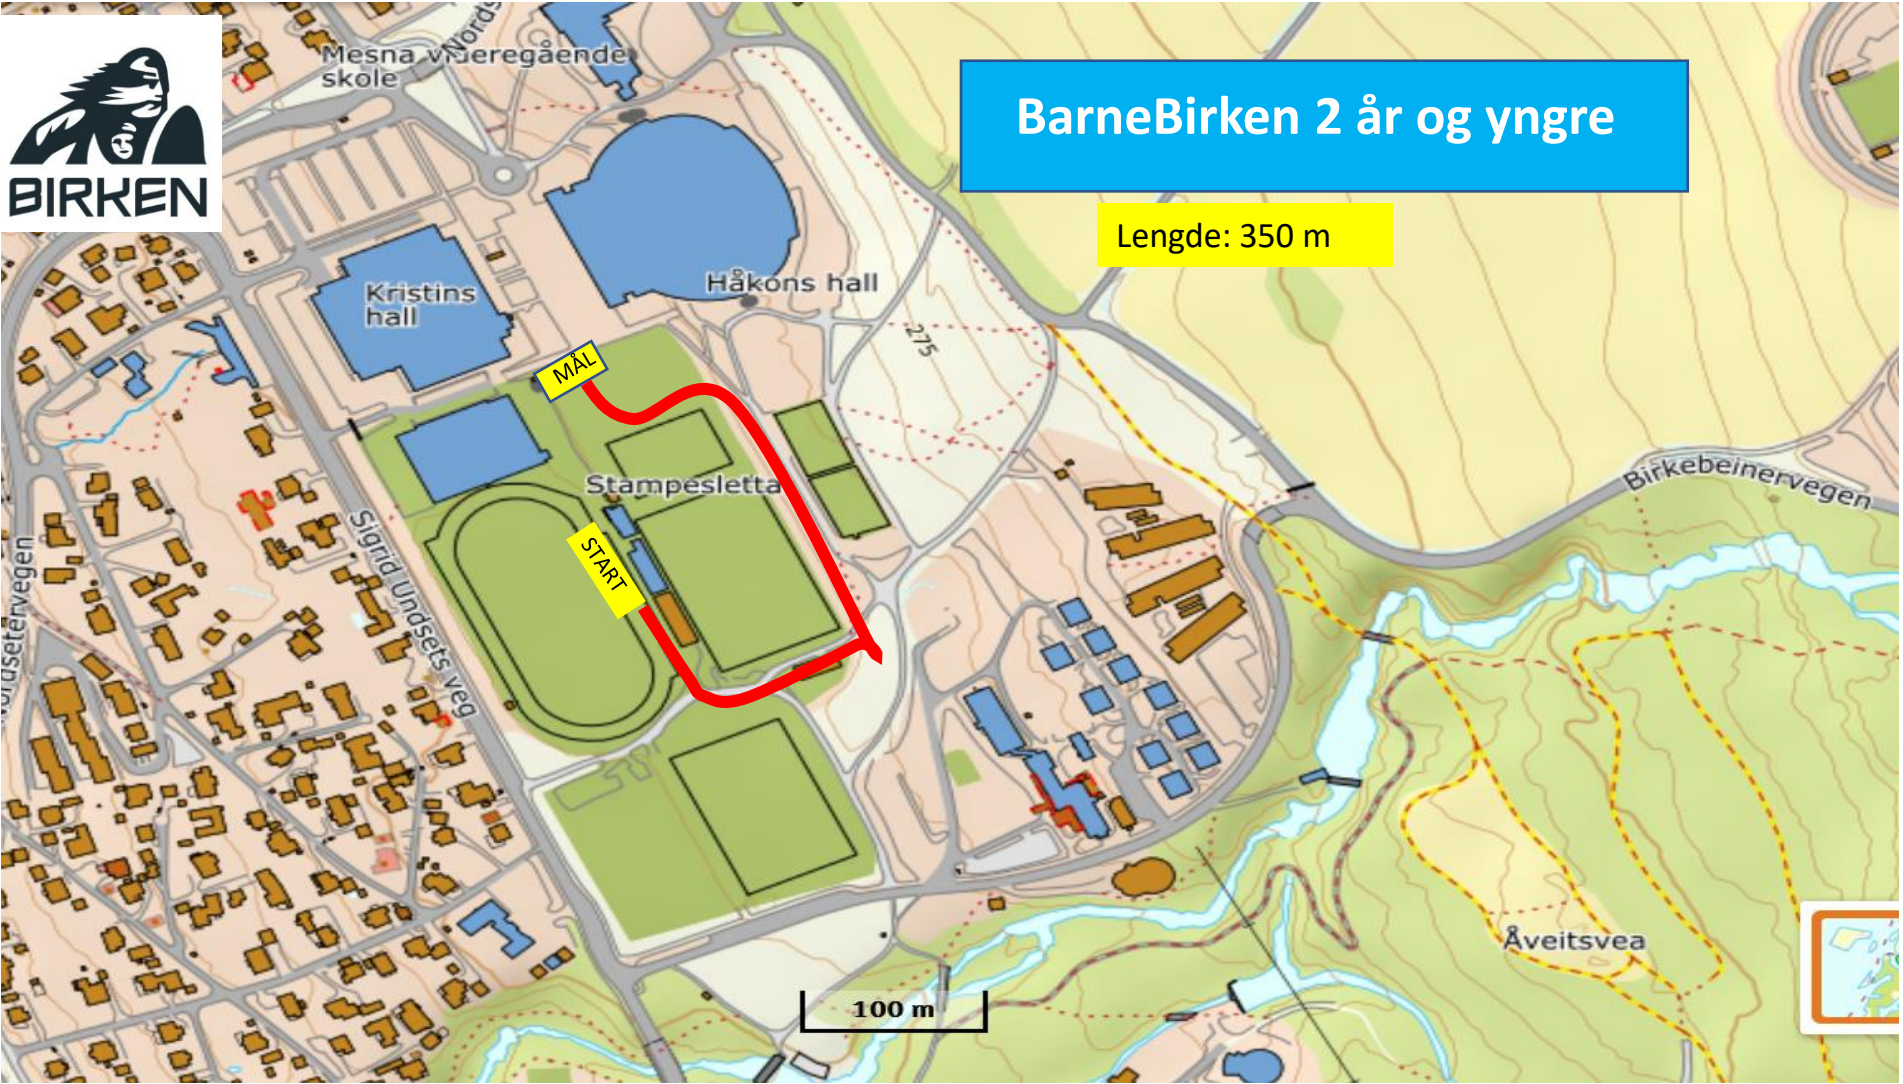 BIRKEN
Mesna videregående
skole
BarneBirken 2 år og yngre
Lengde: 350 m
Kristins
hall
Håkons hall
275
MÅL
Stampesletta
START
Birkebeinervegen
Sigrid Undsets veg
Nordsetervegen
Åveitsvea
100 m